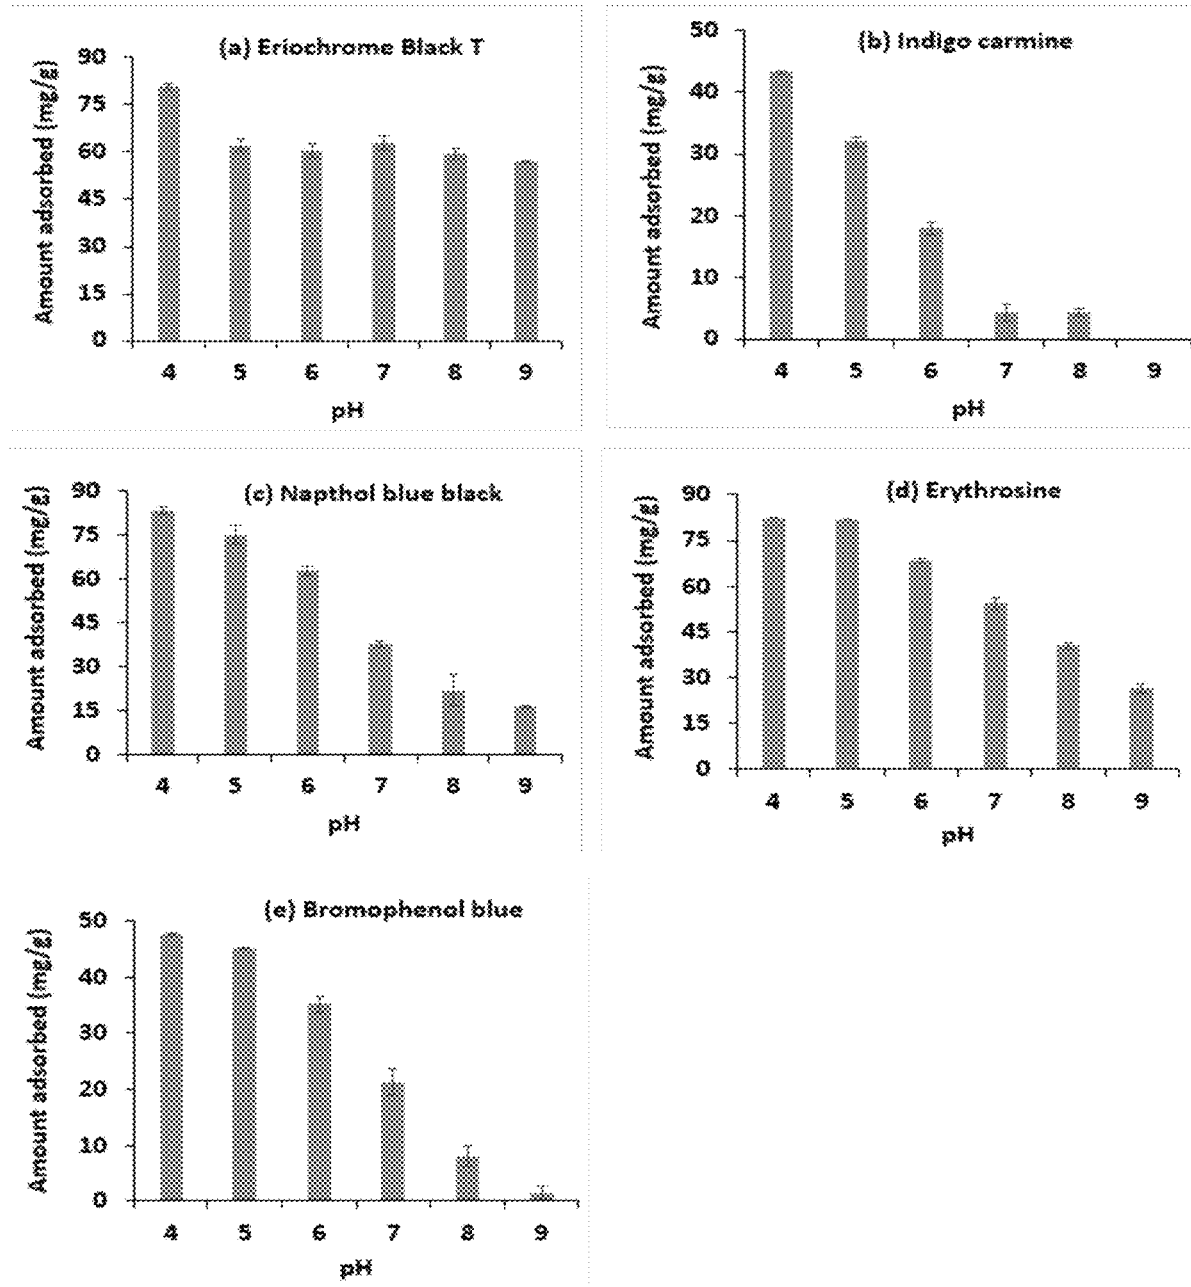 (a) Eriochrome Black T
Amount adsorbed (mg/g)
90
75
60
45
30
15
0
4 5 6 7 8 9
pH
(b) Indigo carmine
Amount adsorbed (mg/g)
50
40
30
20
10
0
4 5 6 7 8 9
pH
(c) Napthol blue black
Amount adsorbed (mg/g)
90
75
60
45
30
15
0
4 5 6 7 8 9
pH
(d) Erythrosine
Amount adsorbed (mg/g)
90
75
60
45
30
15
0
4 5 6 7 8 9
pH
(e) Bromophenol blue
Amount adsorbed (mg/g)
50
40
30
20
10
0
4 5 6 7 8 9
pH